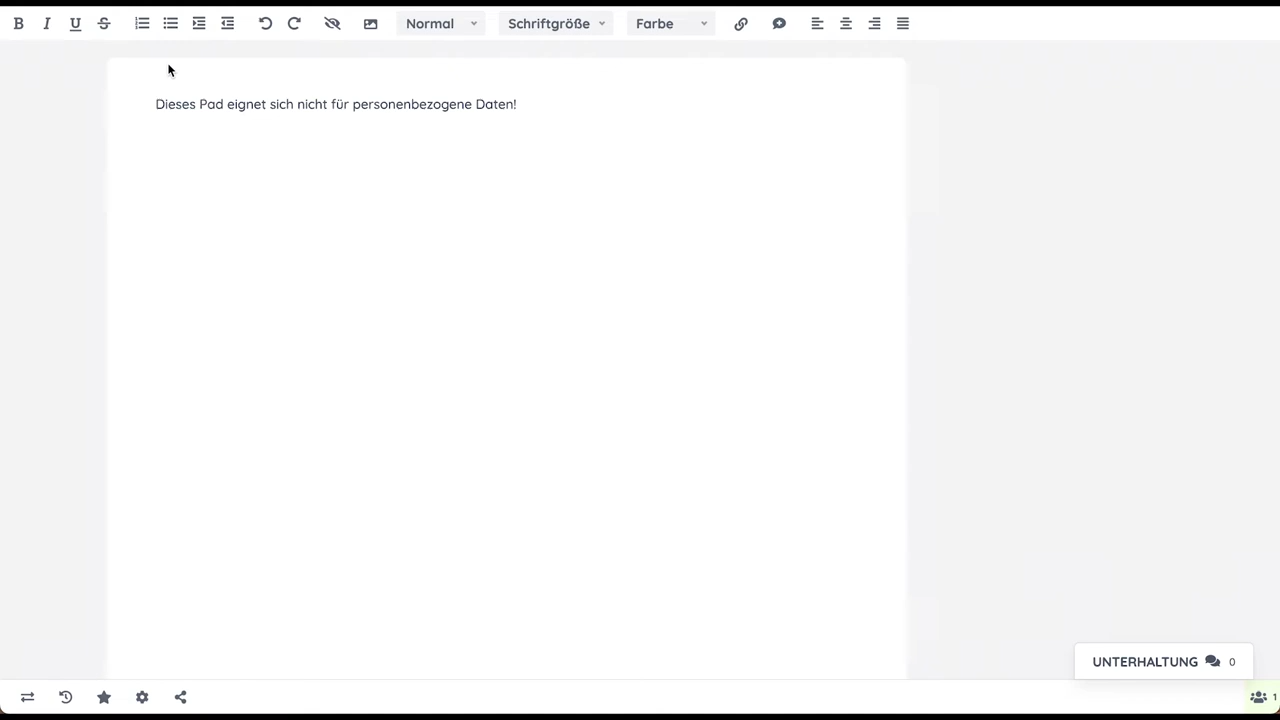 B I U S Normal Schriftgröße Farbe
Dieses Pad eignet sich nicht für personenbezogene Daten!
UNTERHALTUNG 0
1